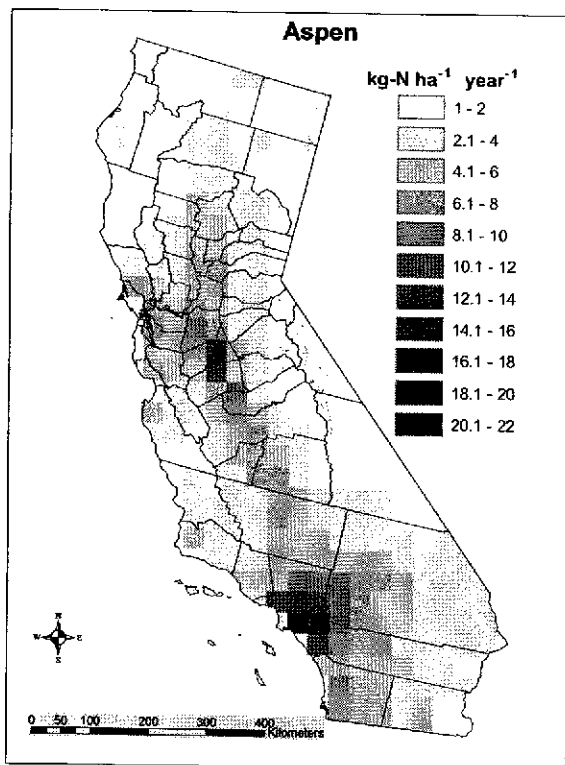 Aspen
kg-N ha⁻¹ year⁻¹
1 - 2
2.1 - 4
4.1 - 6
6.1 - 8
8.1 - 10
10.1 - 12
12.1 - 14
14.1 - 16
16.1 - 18
18.1 - 20
20.1 - 22
N
W E
S
0 50 100 200 300 400
Kilometers